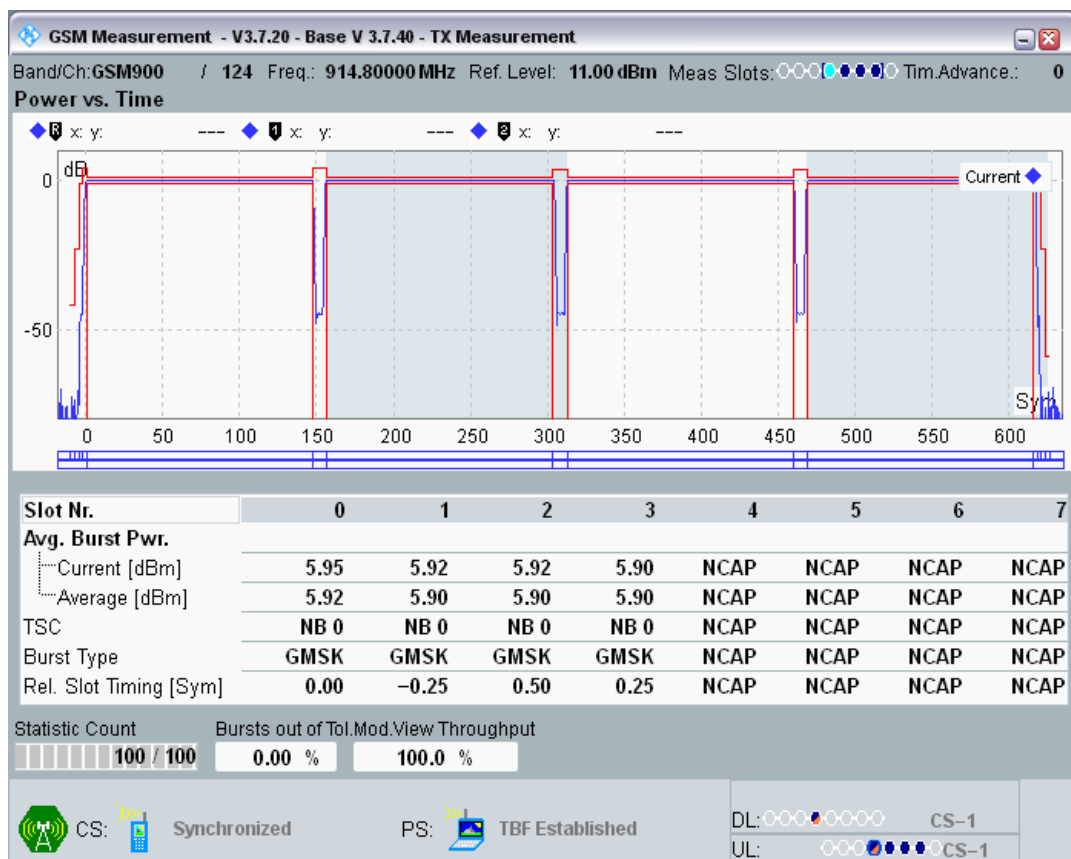 GSM Measurement - V3.7.20 - Base V 3.7.40 - TX Measurement
Band/Ch:GSM900 / 124 Freq.: 914.80000 MHz Ref. Level: 11.00 dBm Meas Slots: Tim.Advance.: 0
Power vs. Time
R x: y: --- 1 x: y: --- 2 x: y: ---
dB
Current
0
-50
Sym
0 50 100 150 200 250 300 350 400 450 500 550 600
Slot Nr. 0 1 2 3 4 5 6 7
Avg. Burst Pwr.
Current [dBm] 5.95 5.92 5.92 5.90 NCAP NCAP NCAP NCAP
Average [dBm] 5.92 5.90 5.90 5.90 NCAP NCAP NCAP NCAP
TSC NB 0 NB 0 NB 0 NB 0 NCAP NCAP NCAP NCAP
Burst Type GMSK GMSK GMSK GMSK NCAP NCAP NCAP NCAP
Rel. Slot Timing [Sym] 0.00 −0.25 0.50 0.25 NCAP NCAP NCAP NCAP
Statistic Count Bursts out of Tol.Mod.View Throughput
100 / 100 0.00 % 100.0 %
CS: Synchronized PS: TBF Established
DL: CS−1
UL: CS−1